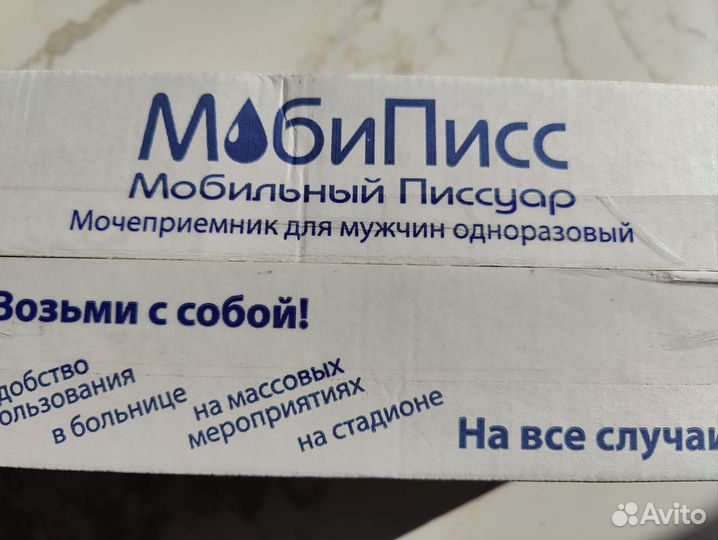 МобиПисс
Мобильный Писсуар
Мочеприемник для мужчин одноразовый
Возьми с собой!
добство
ользования
в больнице
на массовых
мероприятиях
на стадионе
На все случаи
Avito